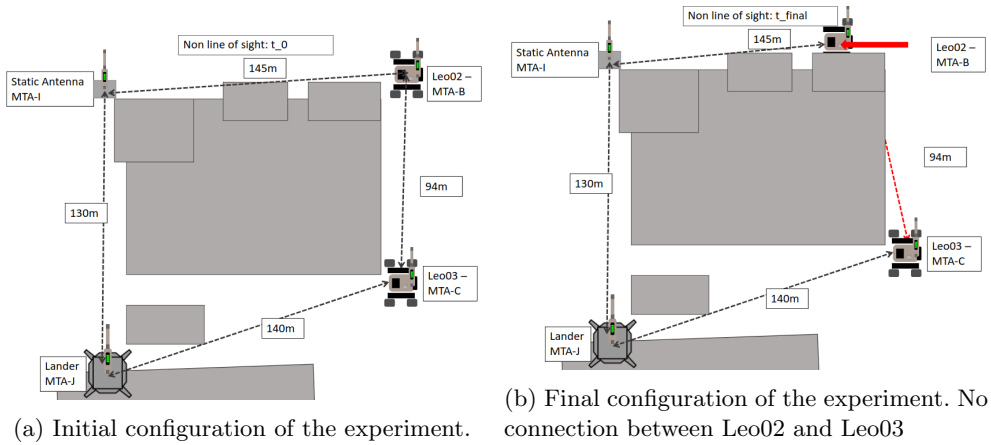 Non line of sight: t_0
145m
Static Antenna
MTA-I
Leo02 –
MTA-B
94m
130m
Leo03 –
MTA-C
140m
Lander
MTA-J
(a) Initial configuration of the experiment.
Non line of sight: t_final
145m
Static Antenna
MTA-I
Leo02 –
MTA-B
94m
130m
Leo03 –
MTA-C
140m
Lander
MTA-J
(b) Final configuration of the experiment. No
connection between Leo02 and Leo03